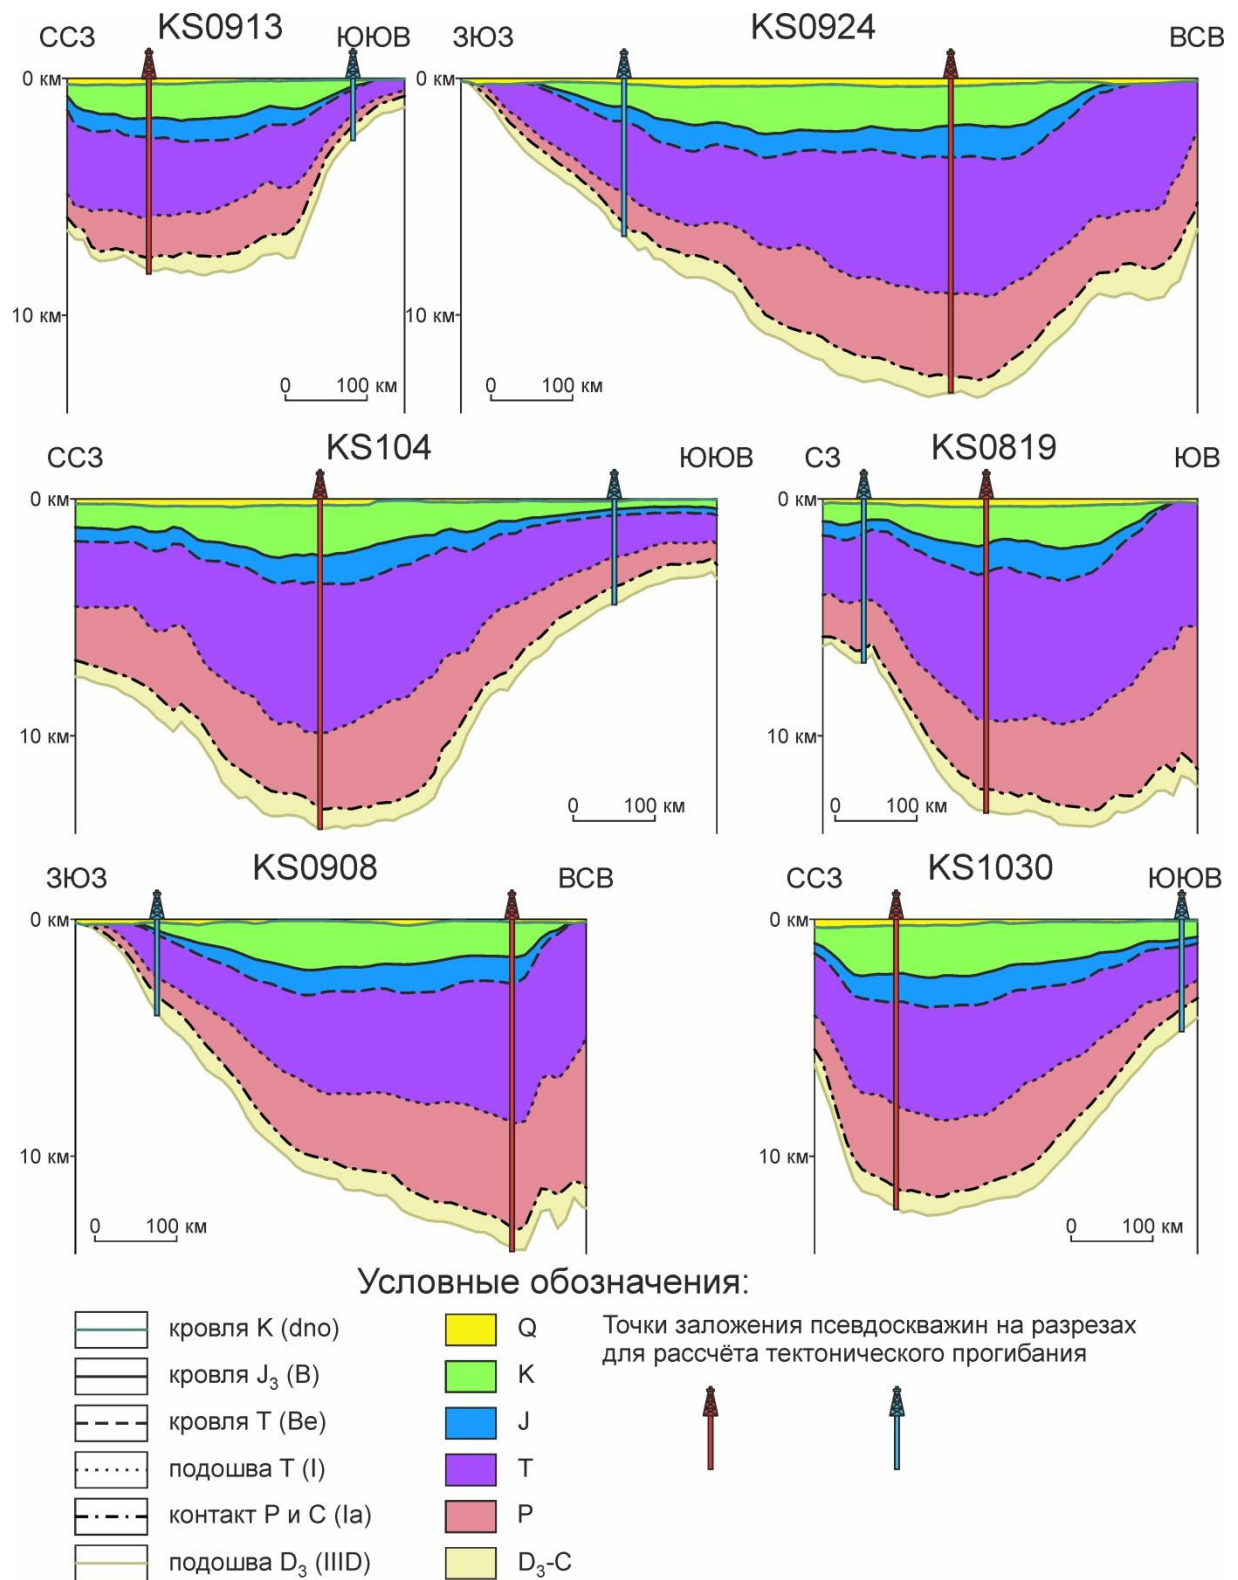 KS0913
ССЗ
ЮЮВ
0 км
10 км
0
100 км
KS0924
ЗЮЗ
ВСВ
0 км
10 км
0
100 км
KS104
ССЗ
ЮЮВ
0 км
10 км
0
100 км
KS0819
СЗ
ЮВ
0 км
10 км
0
100 км
KS0908
ЗЮЗ
ВСВ
0 км
10 км
0
100 км
KS1030
ССЗ
ЮЮВ
0 км
10 км
0
100 км
Условные обозначения:
кровля K (dno)
кровля J₃ (B)
кровля T (Be)
подошва T (I)
контакт P и C (Ia)
подошва D₃ (IIID)
Q
K
J
T
P
D₃-C
Точки заложения псевдоскважин на разрезах
для рассчёта тектонического прогибания